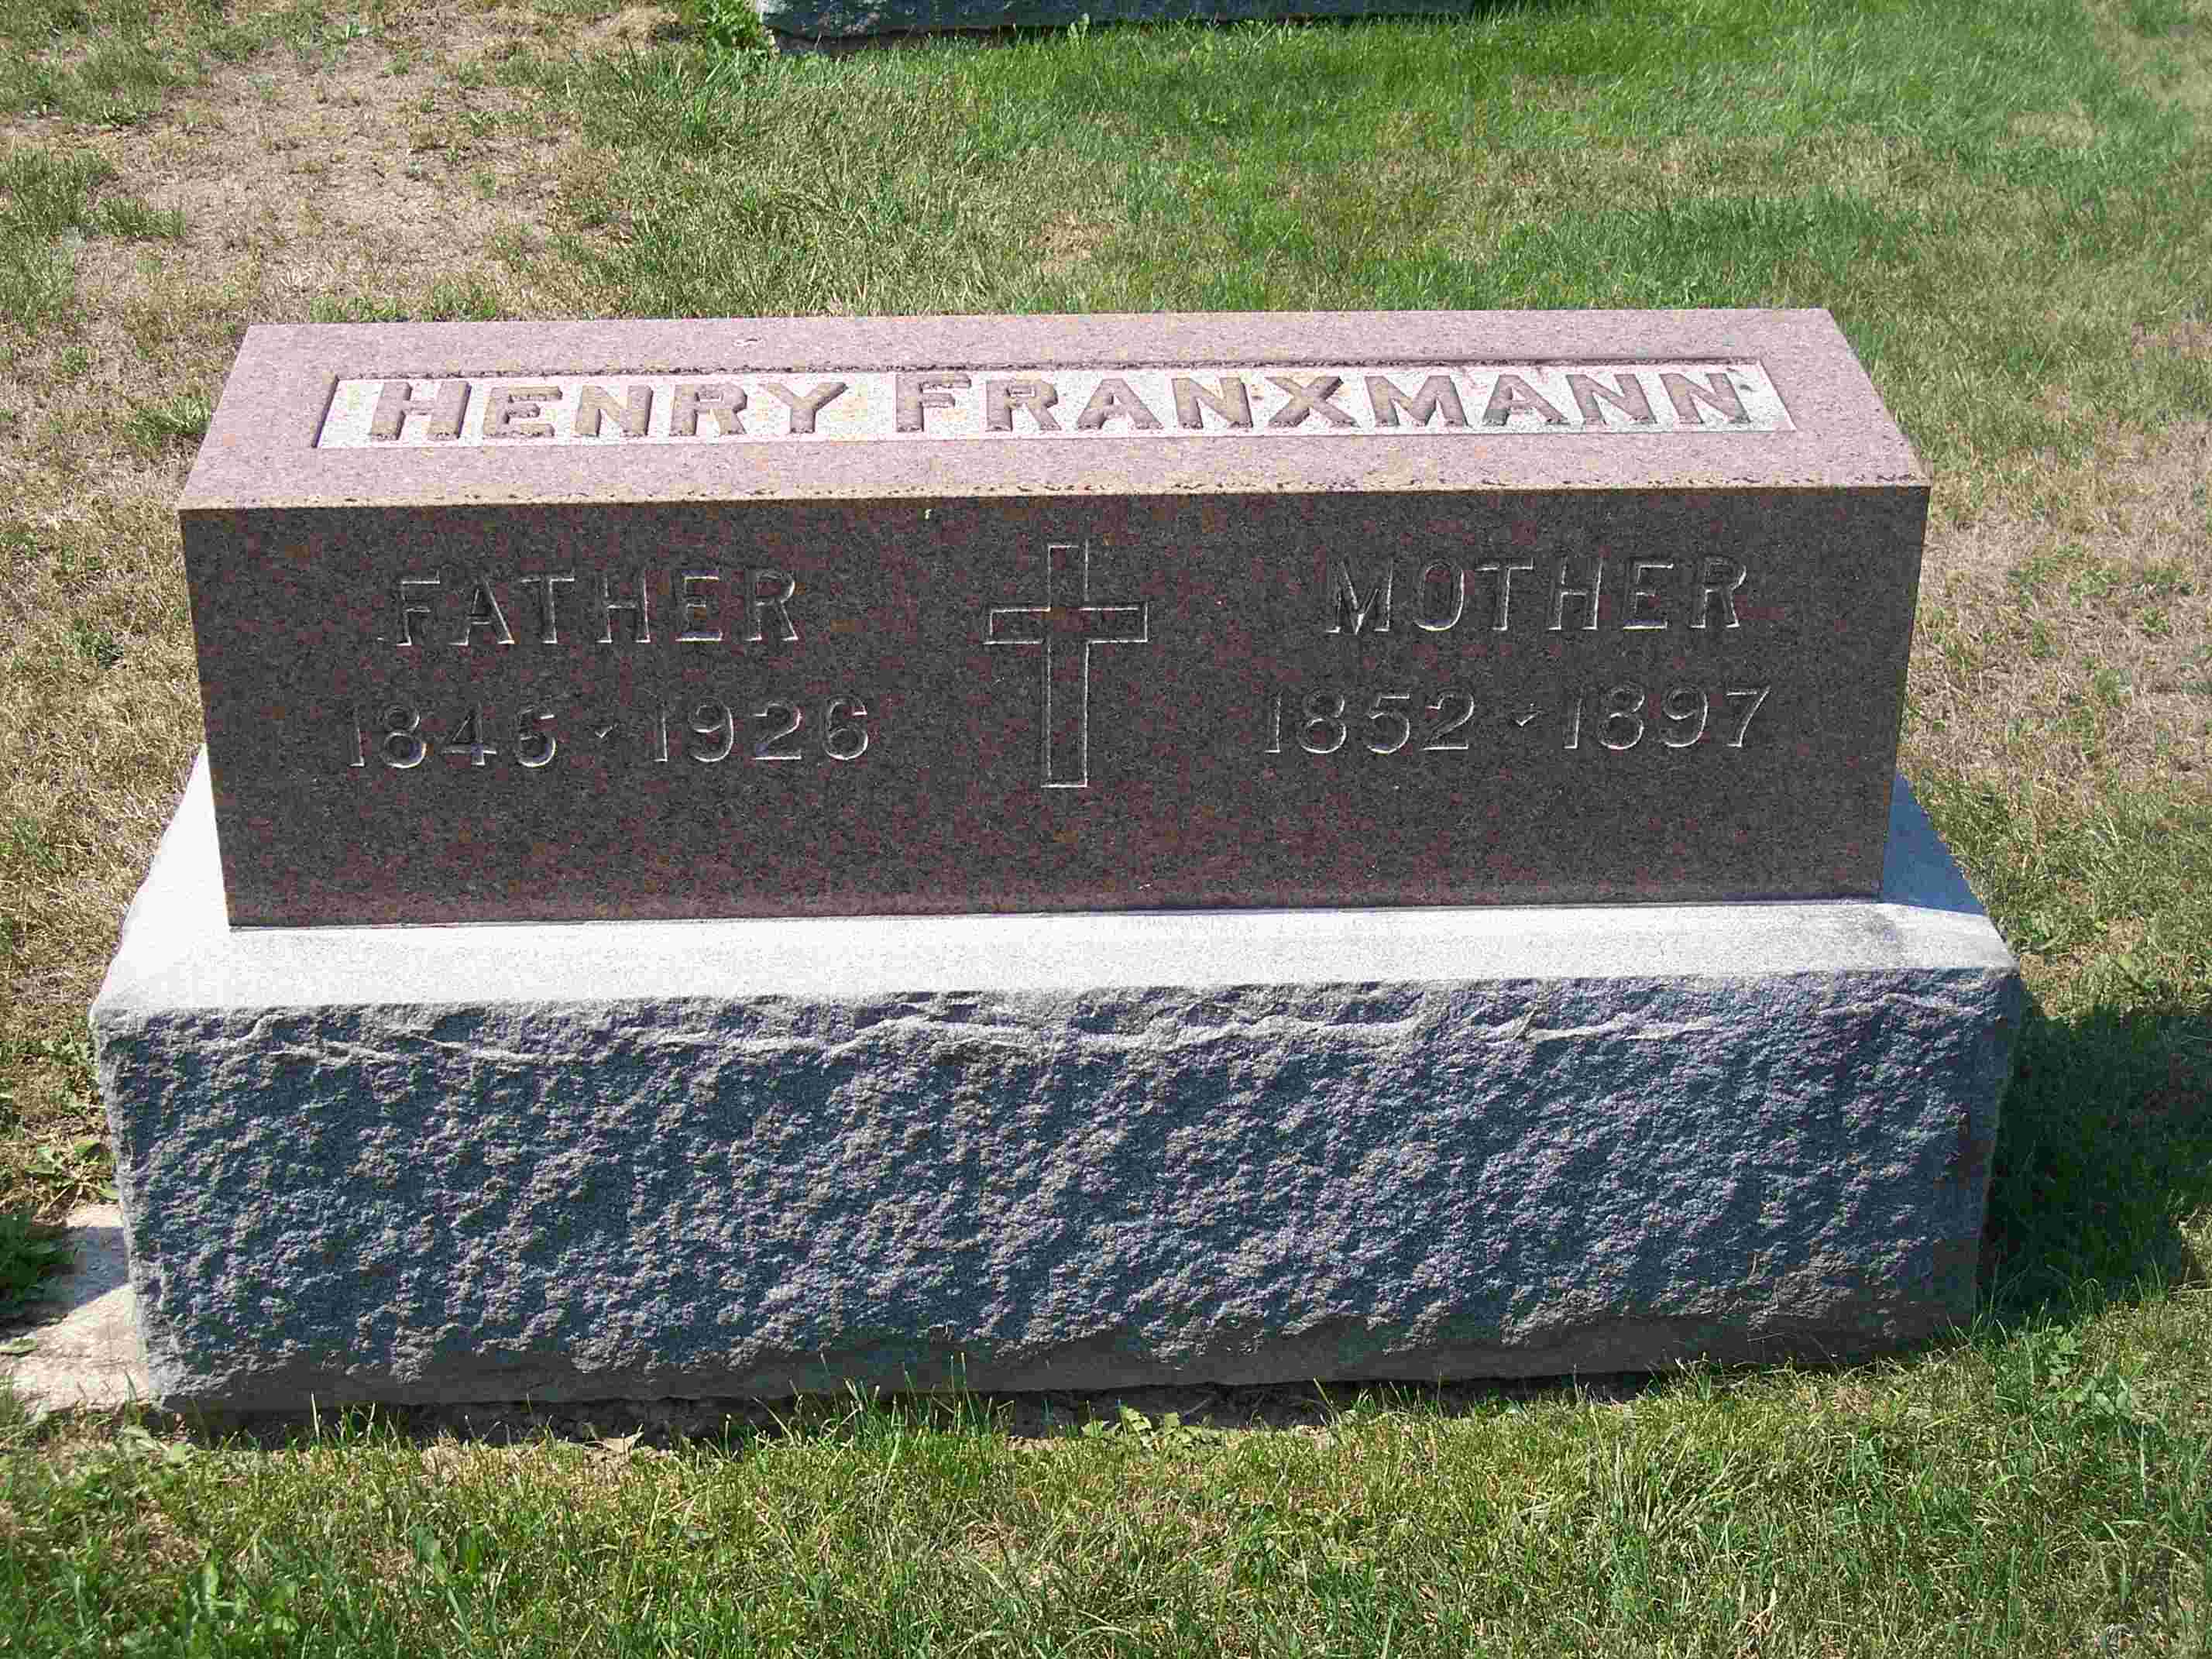 HENRY FRANXMANN
FATHER
1845-1926
MOTHER
1852-1897